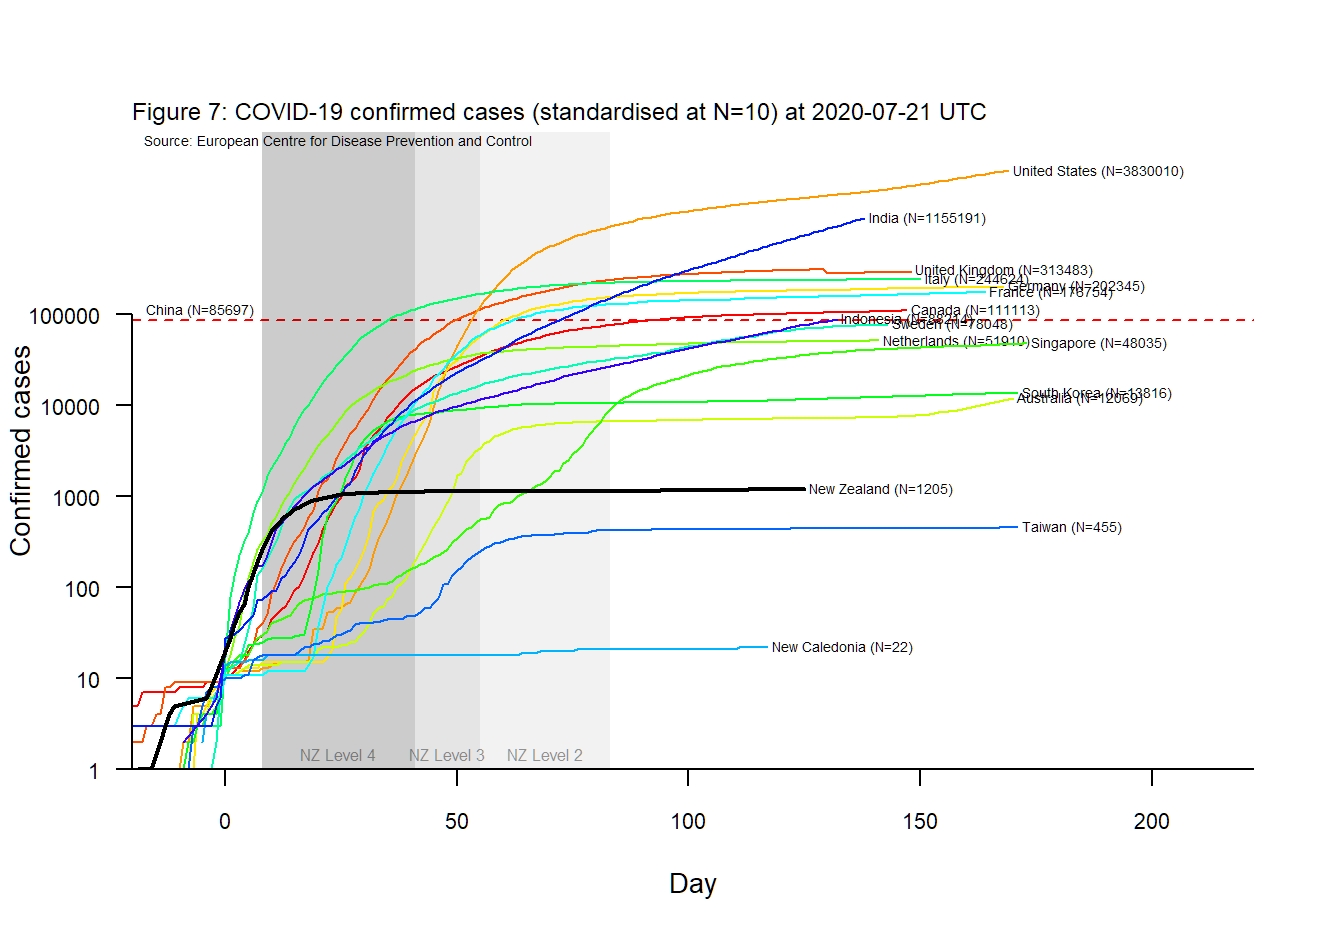 Figure 7: COVID-19 confirmed cases (standardised at N=10) at 2020-07-21 UTC
Source: European Centre for Disease Prevention and Control
United States (N=3830010)
India (N=1155191)
United Kingdom (N=313483)
Italy (N=244624)
Germany (N=202345)
France (N=176754)
China (N=85697)
Canada (N=111113)
Indonesia
Sweden (N=78048)
Netherlands (N=51910)
Singapore (N=48035)
South Korea (N=13816)
Australia (N=12069)
New Zealand (N=1205)
Taiwan (N=455)
New Caledonia (N=22)
Confirmed cases
100000
10000
1000
100
10
1
NZ Level 4
NZ Level 3
NZ Level 2
0
50
100
150
200
Day